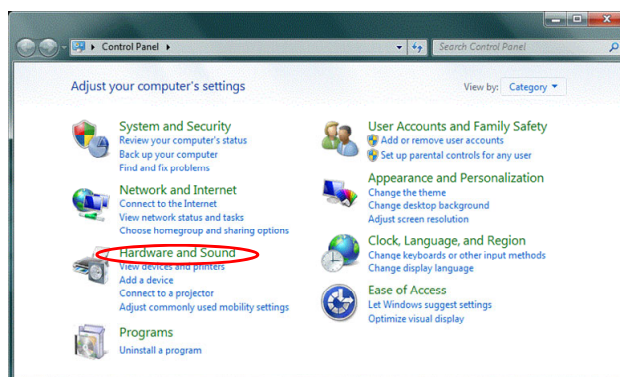 Control Panel
Search Control Panel
Adjust your computer's settings
View by: Category
System and Security
Review your computer's status
Back up your computer
Find and fix problems
Network and Internet
Connect to the Internet
View network status and tasks
Choose homegroup and sharing options
Hardware and Sound
View devices and printers
Add a device
Connect to a projector
Adjust commonly used mobility settings
Programs
Uninstall a program
User Accounts and Family Safety
Add or remove user accounts
Set up parental controls for any user
Appearance and Personalization
Change the theme
Change desktop background
Adjust screen resolution
Clock, Language, and Region
Change keyboards or other input methods
Change display language
Ease of Access
Let Windows suggest settings
Optimize visual display